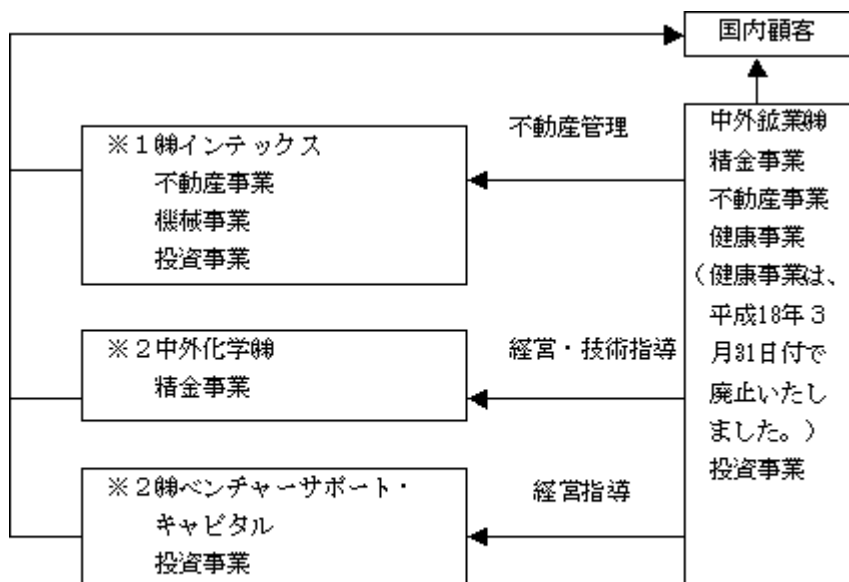 国内顧客
不動産管理
※１㈱インテックス
不動産事業
機械事業
投資事業
経営・技術指導
※２中外化学㈱
精金事業
経営指導
※２㈱ベンチャーサポート・
キャピタル
投資事業
中外鉱業㈱
精金事業
不動産事業
健康事業
（健康事業は、
平成18年３
月31日付で
廃止いたし
ました。）
投資事業